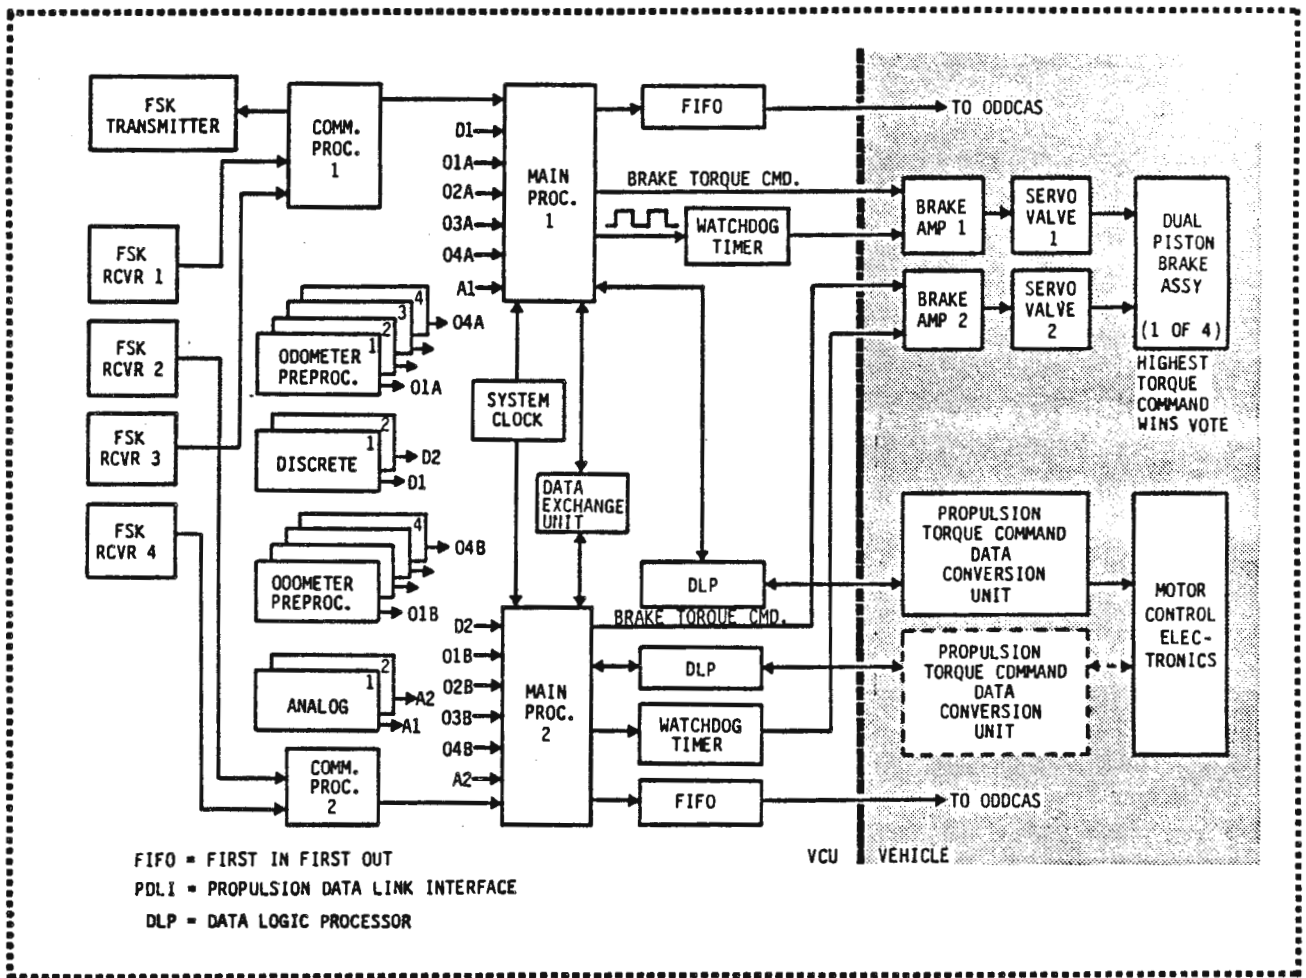 FSK
TRANSMITTER
COMM.
PROC.
1
FSK
RCVR 1
FSK
RCVR 2
FSK
RCVR 3
FSK
RCVR 4
4
3
2
1
ODOMETER
PREPROC.
04A
01A
2
1
DISCRETE
D2
D1
4
ODOMETER
PREPROC.
04B
01B
2
1
ANALOG
A2
A1
COMM.
PROC.
2
D1
01A
02A
03A
04A
A1
MAIN
PROC.
1
SYSTEM
CLOCK
DATA
EXCHANGE
UNIT
D2
01B
02B
03B
04B
A2
MAIN
PROC.
2
FIFO
TO ODDCAS
BRAKE TORQUE CMD.
WATCHDOG
TIMER
BRAKE
AMP 1
SERVO
VALVE
1
BRAKE
AMP 2
SERVO
VALVE
2
DUAL
PISTON
BRAKE
ASSY
(1 OF 4)
HIGHEST
TORQUE
COMMAND
WINS VOTE
DLP
BRAKE TORQUE CMD.
DLP
WATCHDOG
TIMER
FIFO
TO ODDCAS
PROPULSION
TORQUE COMMAND
DATA
CONVERSION
UNIT
PROPULSION
TORQUE COMMAND
DATA
CONVERSION
UNIT
MOTOR
CONTROL
ELEC-
TRONICS
VCU
VEHICLE
FIFO = FIRST IN FIRST OUT
PDLI = PROPULSION DATA LINK INTERFACE
DLP = DATA LOGIC PROCESSOR